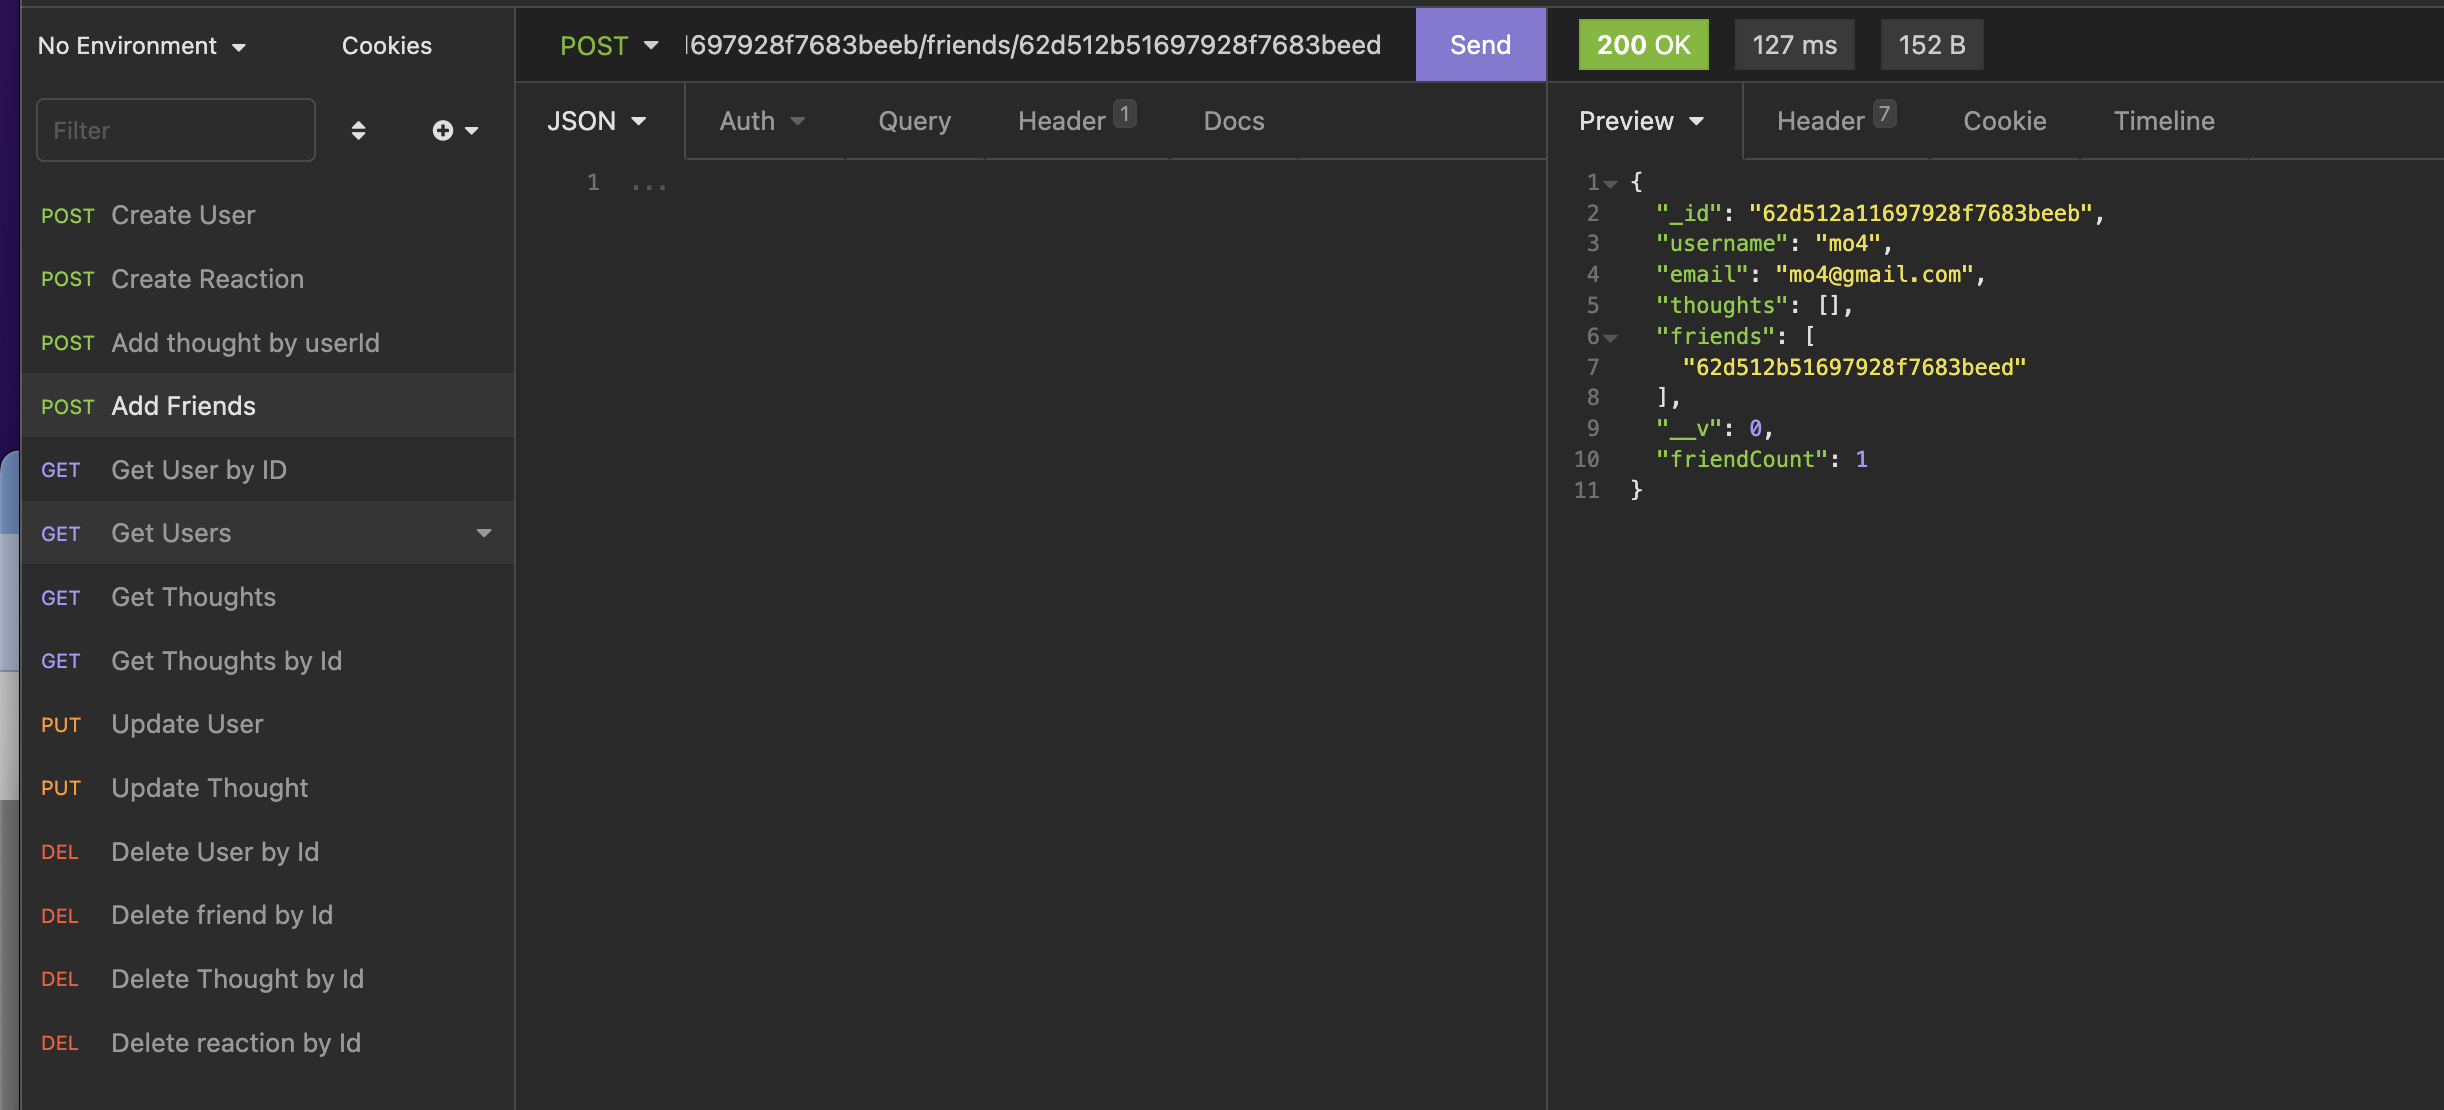 No Environment Cookies
Filter
POST Create User
POST Create Reaction
POST Add thought by userId
POST Add Friends
GET Get User by ID
GET Get Users
GET Get Thoughts
GET Get Thoughts by Id
PUT Update User
PUT Update Thought
DEL Delete User by Id
DEL Delete friend by Id
DEL Delete Thought by Id
DEL Delete reaction by Id
POST 1697928f7683beeb/friends/62d512b51697928f7683beed Send
JSON Auth Query Header 1 Docs
1 ...
200 OK 127 ms 152 B
Preview Header 7 Cookie Timeline
1 {
2 "_id": "62d512a11697928f7683beeb",
3 "username": "mo4",
4 "email": "mo4@gmail.com",
5 "thoughts": [],
6 "friends": [
7 "62d512b51697928f7683beed"
8 ],
9 "__v": 0,
10 "friendCount": 1
11 }